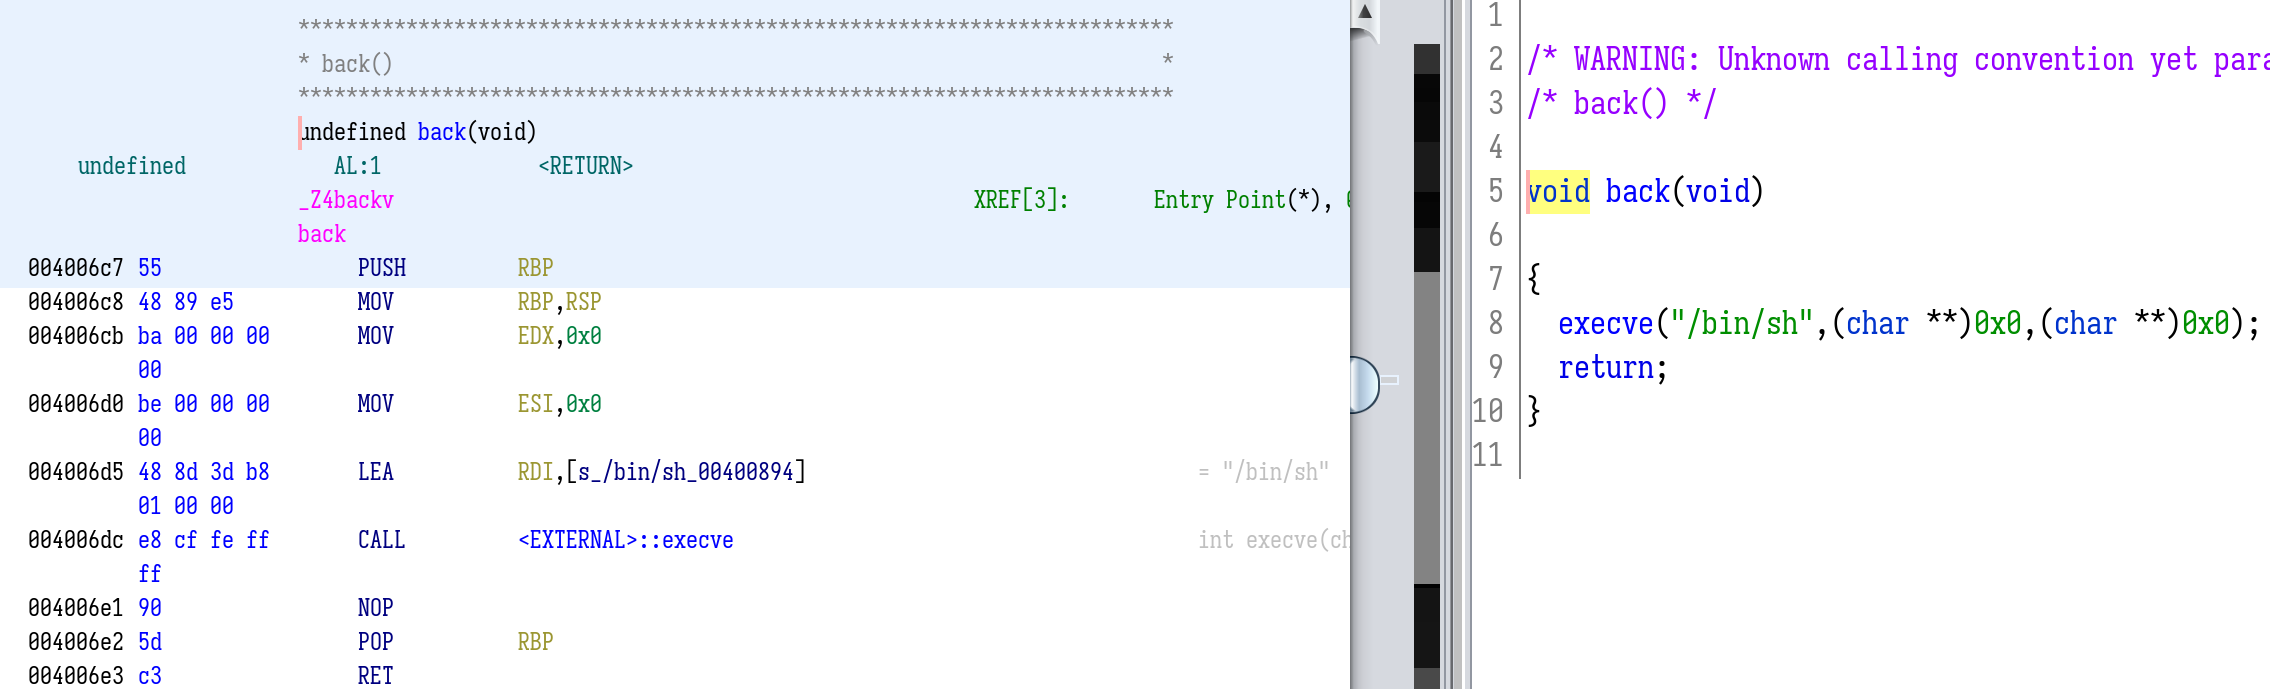 *************************************************************************
* back() *
*************************************************************************
undefined back(void)
undefined AL:1 <RETURN>
_Z4backv XREF[3]: Entry Point(*),
back
004006c7 55 PUSH RBP
004006c8 48 89 e5 MOV RBP,RSP
004006cb ba 00 00 00 MOV EDX,0x0
00
004006d0 be 00 00 00 MOV ESI,0x0
00
004006d5 48 8d 3d b8 LEA RDI,[s_/bin/sh_00400894] = "/bin/sh"
01 00 00
004006dc e8 cf fe ff CALL <EXTERNAL>::execve int execve(ch
ff
004006e1 90 NOP
004006e2 5d POP RBP
004006e3 c3 RET
1
2 /* WARNING: Unknown calling convention yet para
3 /* back() */
4
5 void back(void)
6
7 {
8 execve("/bin/sh",(char **)0x0,(char **)0x0);
9 return;
10 }
11